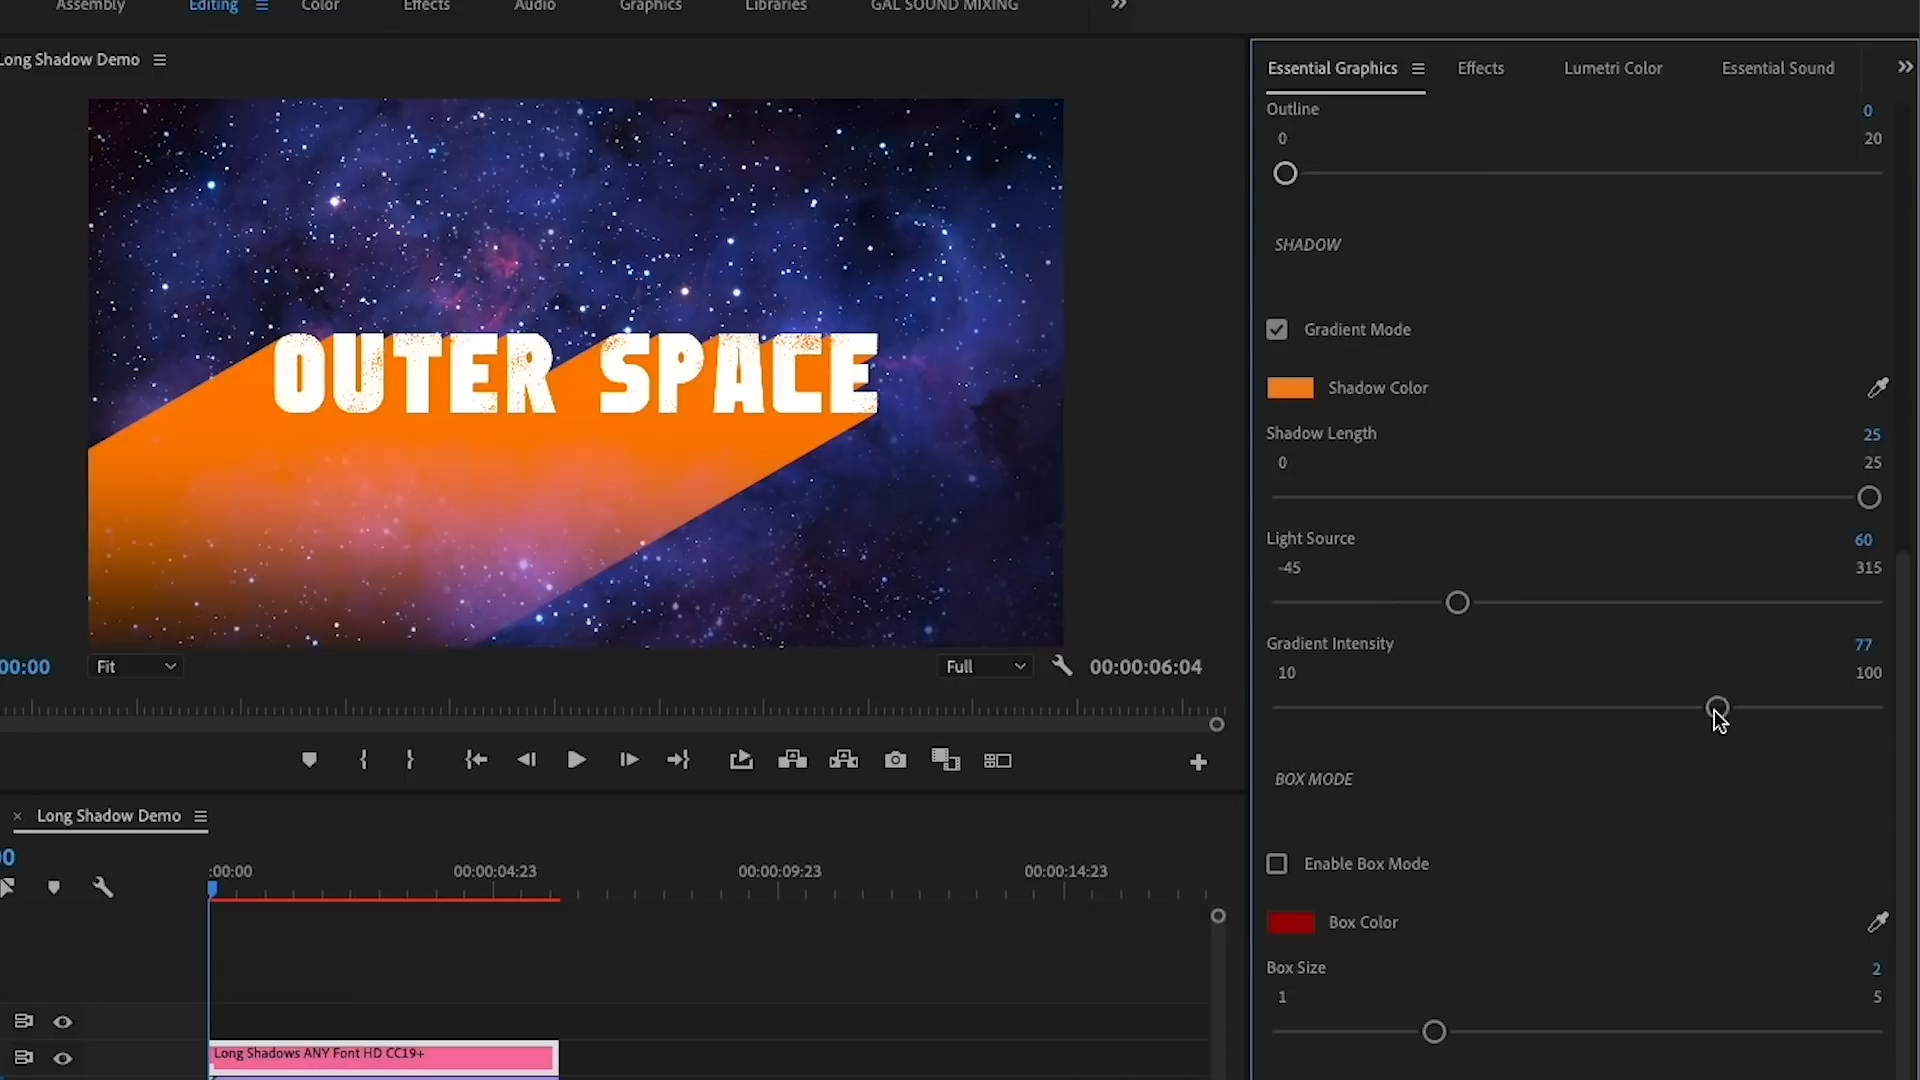 Assembly
Editing
Color
Effects
Audio
Graphics
Libraries
GAL SOUND MIXING
Long Shadow Demo
OUTER SPACE
00:00
Fit
Full
00:00:06:04
Long Shadow Demo
00
:00:00
00:00:04:23
00:00:09:23
00:00:14:23
Long Shadows ANY Font HD CC19+
Essential Graphics
Effects
Lumetri Color
Essential Sound
Outline
0
0
20
SHADOW
Gradient Mode
Shadow Color
Shadow Length
25
0
25
Light Source
60
-45
315
Gradient Intensity
77
10
100
BOX MODE
Enable Box Mode
Box Color
Box Size
2
1
5